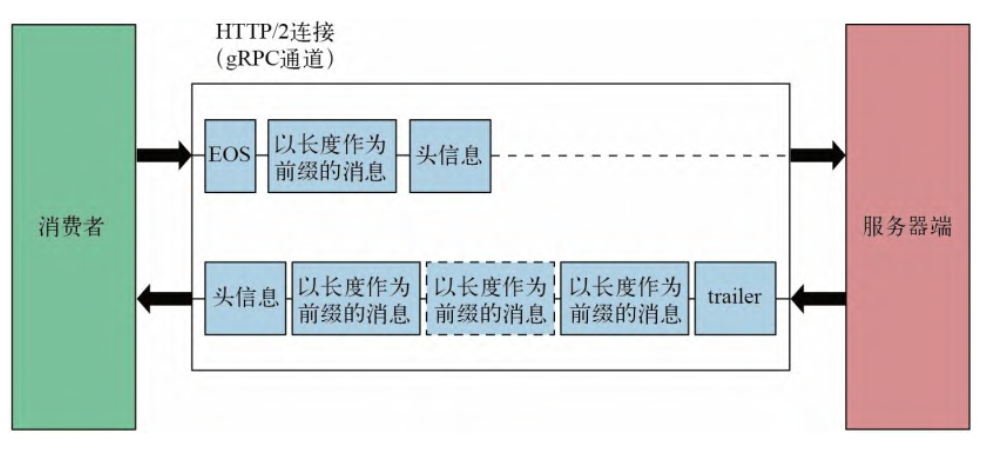 HTTP/2连接
（gRPC通道）
消费者
EOS
以长度作为
前缀的消息
头信息
头信息
以长度作为
前缀的消息
以长度作为
前缀的消息
以长度作为
前缀的消息
trailer
服务器端